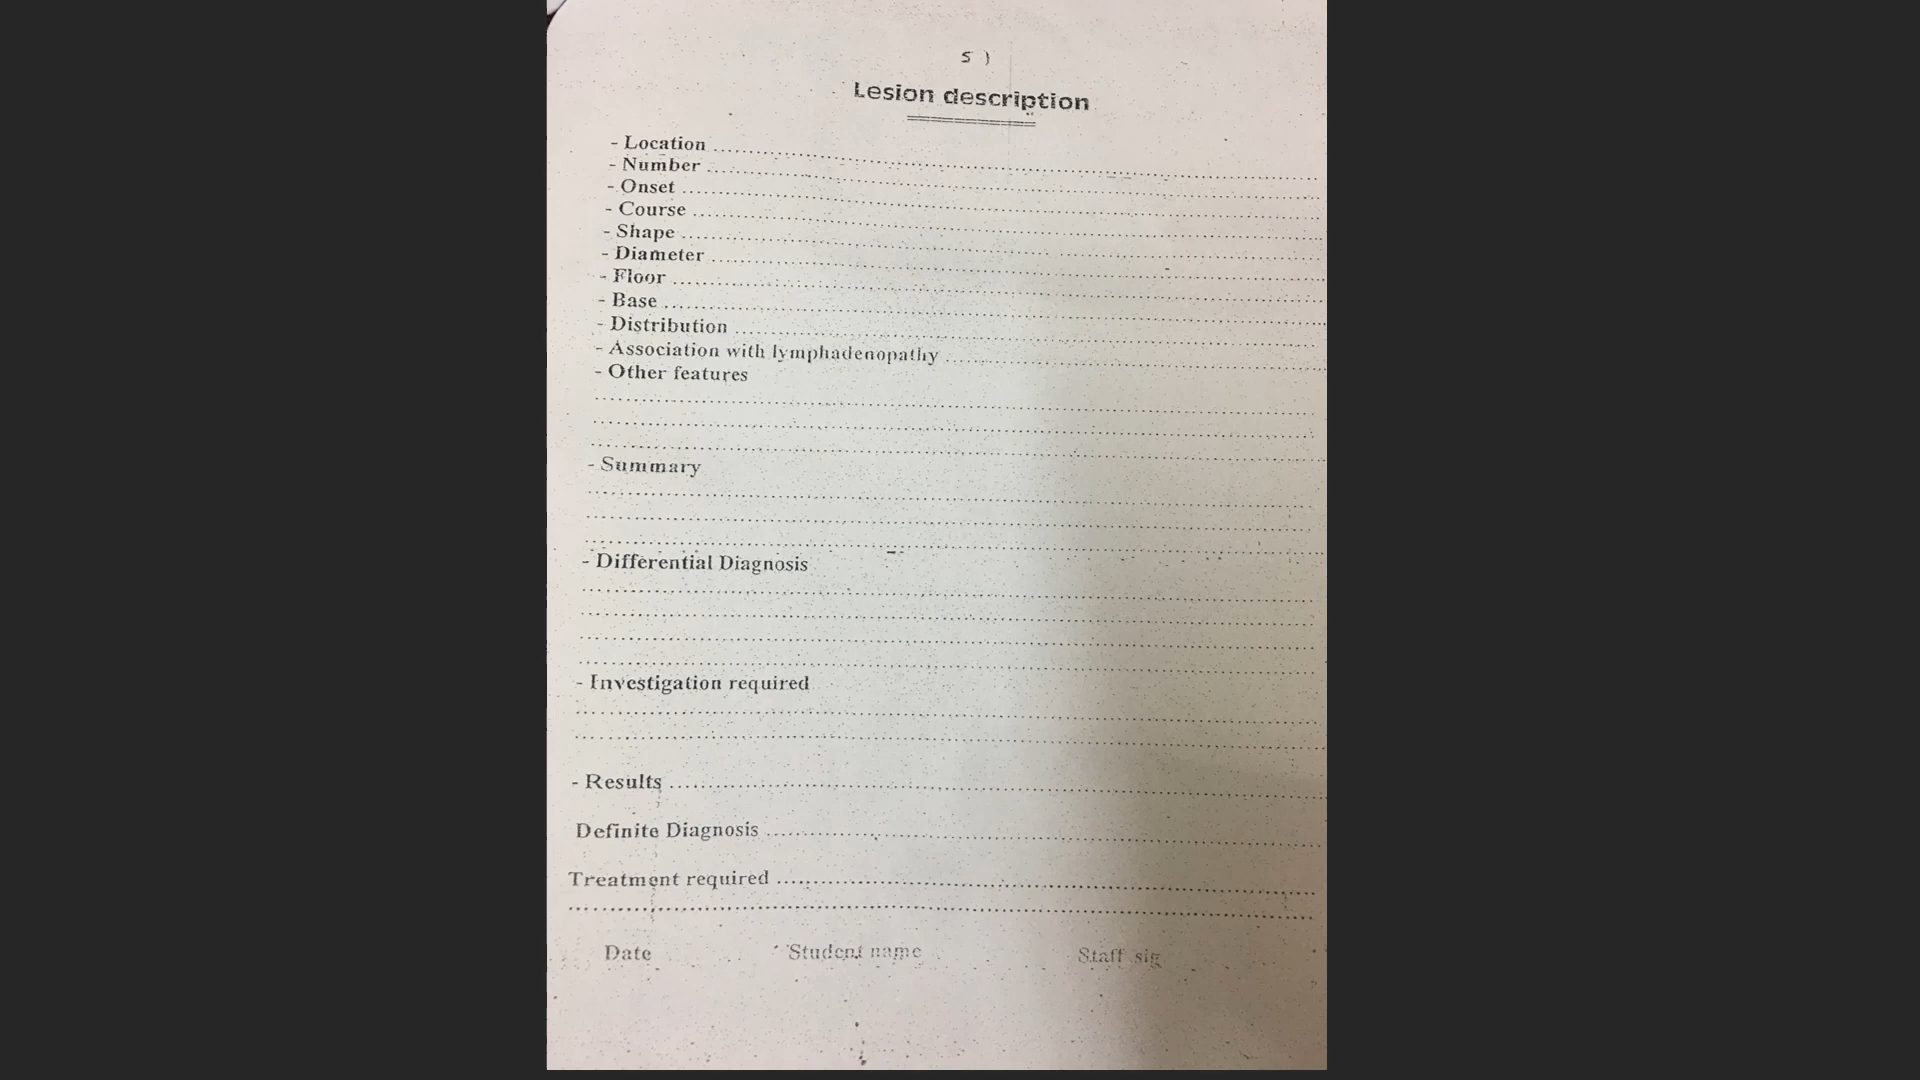 5 )
Lesion description
- Location ........................................
- Number ........................................
- Onset ........................................
- Course ........................................
- Shape ........................................
- Diameter ........................................
- Floor ........................................
- Base ........................................
- Distribution ........................................
- Association with lymphadenopathy ........................................
- Other features
........................................
........................................
........................................
- Summary
........................................
........................................
........................................
- Differential Diagnosis
........................................
........................................
........................................
........................................
- Investigation required
........................................
........................................
- Results ........................................
Definite Diagnosis ........................................
Treatment required ........................................
........................................
Date Student name Staff sig